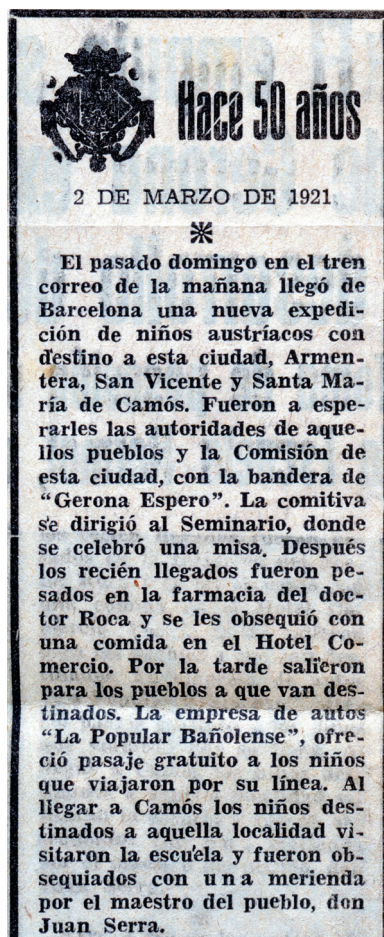 Hace 50 años
2 DE MARZO DE 1921
El pasado domingo en el tren
correo de la mañana llegó de
Barcelona una nueva expedi-
ción de niños austríacos con
destino a esta ciudad, Armen-
tera, San Vicente y Santa Ma-
ría de Camós. Fueron a espe-
rarles las autoridades de aque-
llos pueblos y la Comisión de
esta ciudad, con la bandera de
“Gerona Espero”. La comitiva
se dirigió al Seminario, donde
se celebró una misa. Después
los recién llegados fueron pe-
sados en la farmacia del doc-
tor Roca y se les obsequió con
una comida en el Hotel Co-
mercio. Por la tarde salieron
para los pueblos a que van des-
tinados. La empresa de autos
“La Popular Bañolense”, ofre-
ció pasaje gratuito a los niños
que viajaron por su línea. Al
llegar a Camós los niños des-
tinados a aquella localidad vi-
sitaron la escuela y fueron ob-
sequiados con una merienda
por el maestro del pueblo, don
Juan Serra.